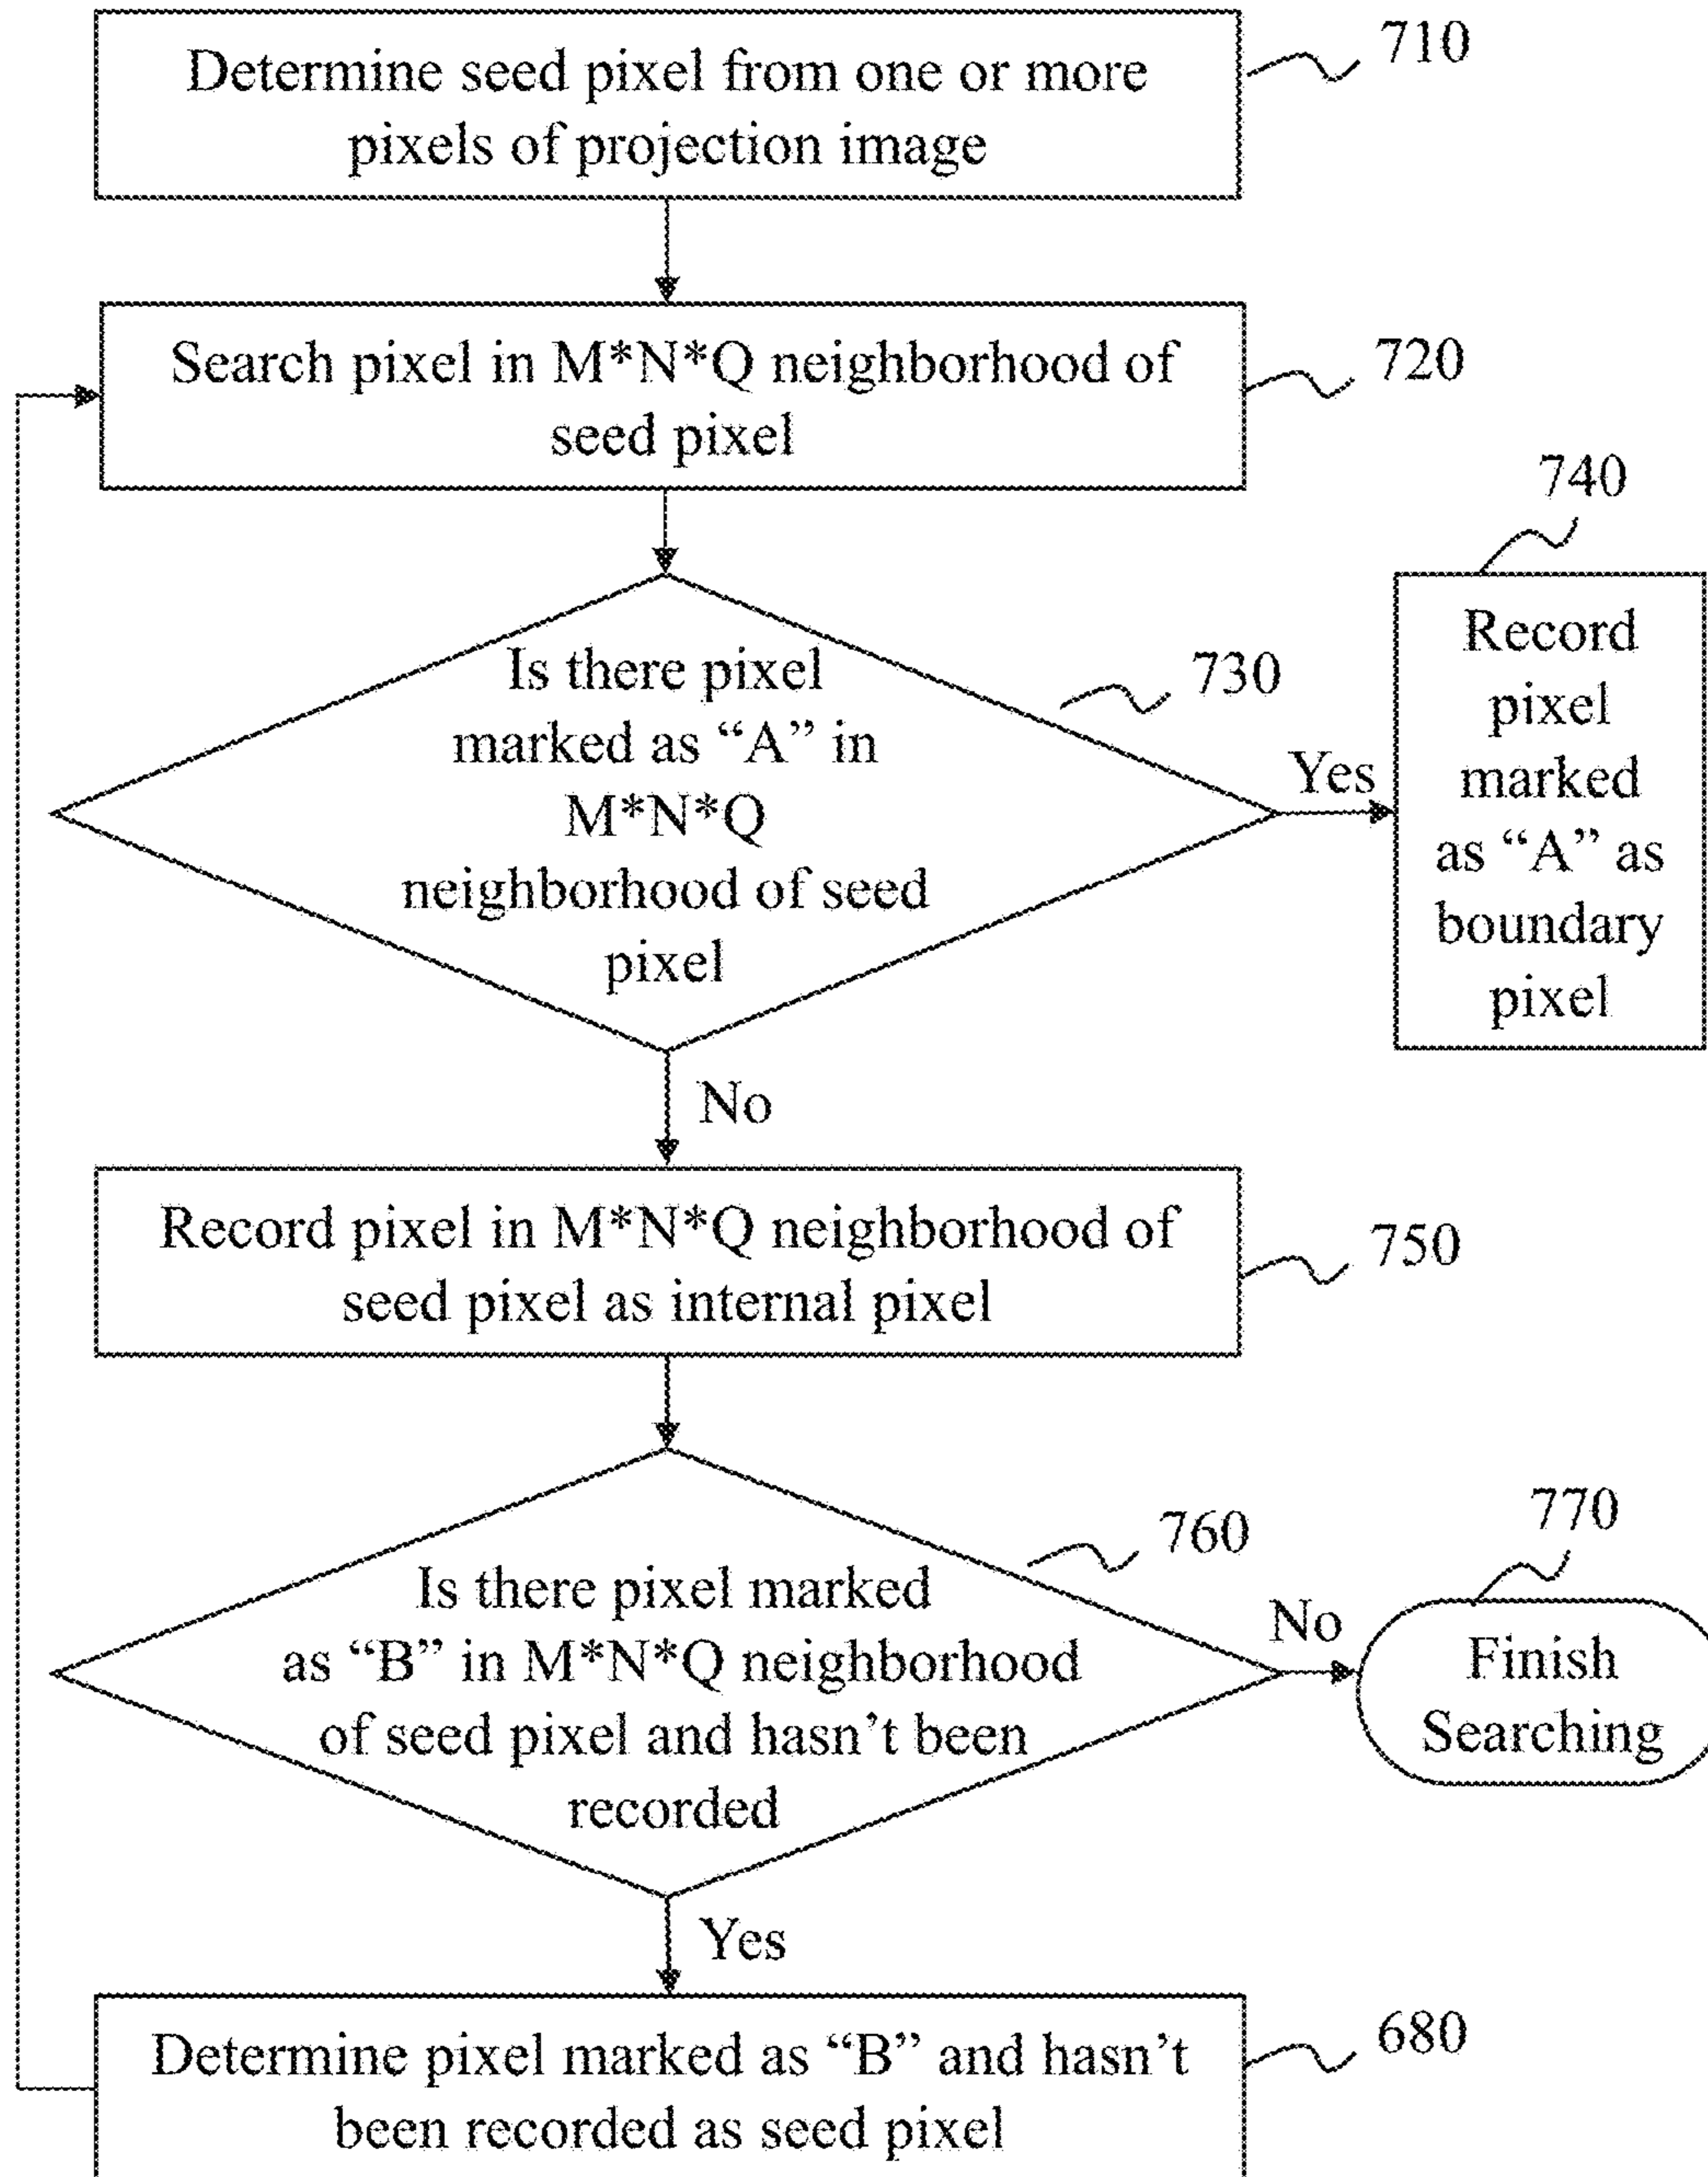 Determine seed pixel from one or more
pixels of projection image
710
Search pixel in M*N*Q neighborhood of
seed pixel
720
Is there pixel
marked as “A” in
M*N*Q
neighborhood of seed
pixel
730
Yes
740
Record
pixel
marked
as “A” as
boundary
pixel
No
Record pixel in M*N*Q neighborhood of
seed pixel as internal pixel
750
Is there pixel marked
as “B” in M*N*Q neighborhood
of seed pixel and hasn’t been
recorded
760
No
770
Finish
Searching
Yes
Determine pixel marked as “B” and hasn’t
been recorded as seed pixel
680